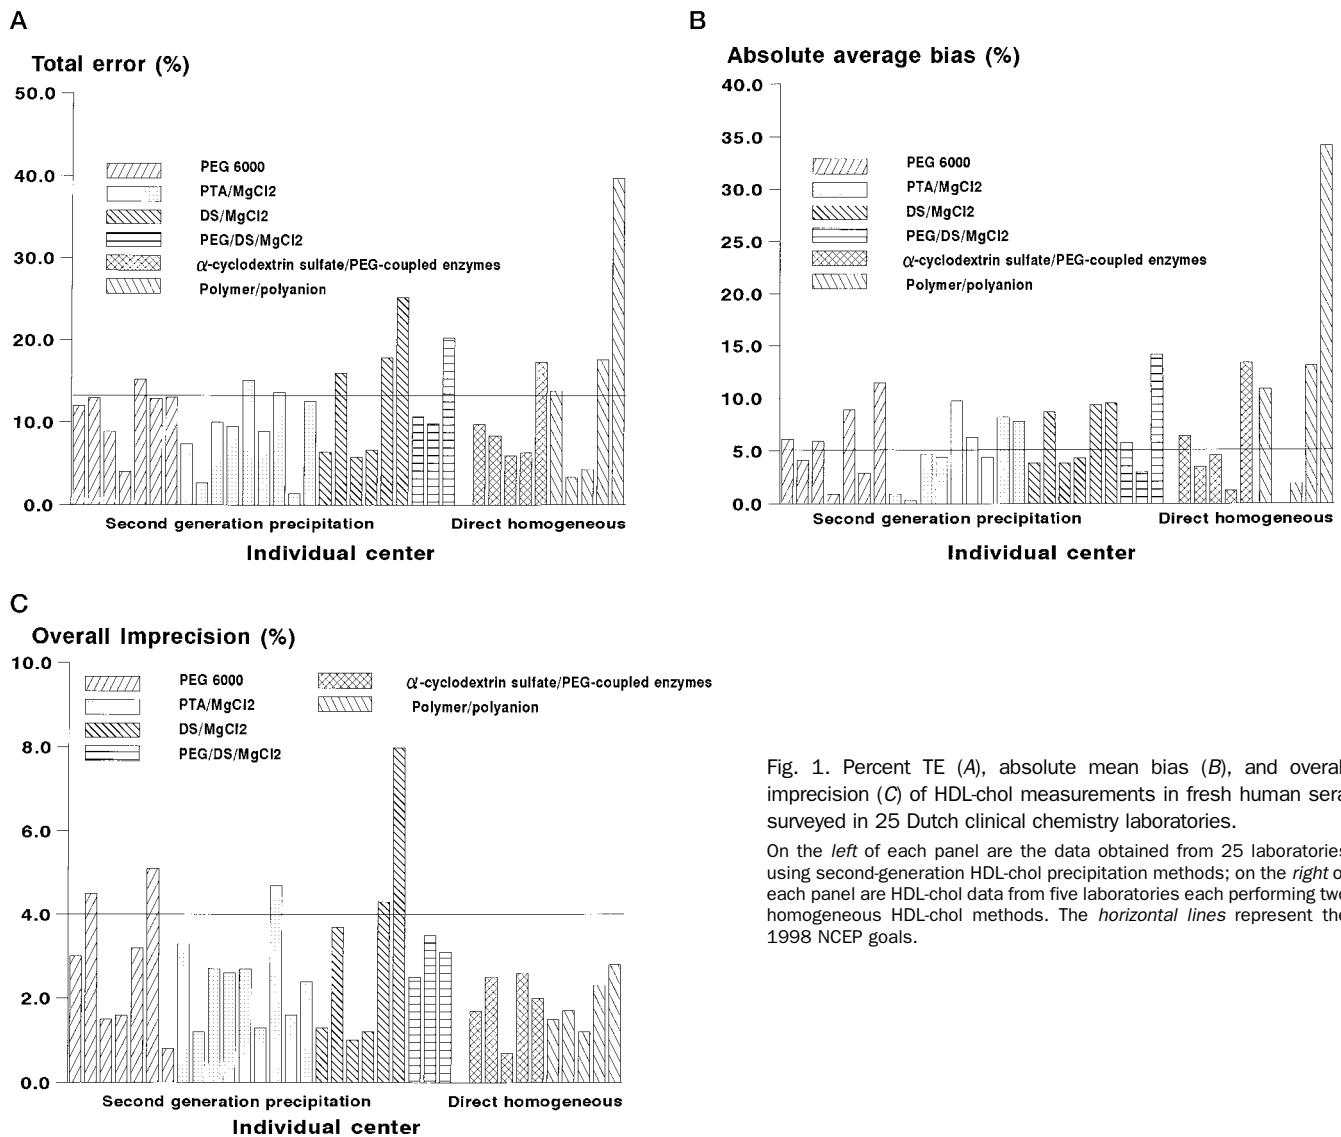 A
Total error (%)
50.0
40.0
30.0
20.0
10.0
0.0
PEG 6000
PTA/MgCl2
DS/MgCl2
PEG/DS/MgCl2
α-cyclodextrin sulfate/PEG-coupled enzymes
Polymer/polyanion
Second generation precipitation
Direct homogeneous
Individual center
B
Absolute average bias (%)
40.0
35.0
30.0
25.0
20.0
15.0
10.0
5.0
0.0
PEG 6000
PTA/MgCl2
DS/MgCl2
PEG/DS/MgCl2
α-cyclodextrin sulfate/PEG-coupled enzymes
Polymer/polyanion
Second generation precipitation
Direct homogeneous
Individual center
C
Overall Imprecision (%)
10.0
8.0
6.0
4.0
2.0
0.0
PEG 6000
PTA/MgCl2
DS/MgCl2
PEG/DS/MgCl2
α-cyclodextrin sulfate/PEG-coupled enzymes
Polymer/polyanion
Second generation precipitation
Direct homogeneous
Individual center
Fig. 1. Percent TE (A), absolute mean bias (B), and overall
imprecision (C) of HDL-chol measurements in fresh human sera
surveyed in 25 Dutch clinical chemistry laboratories.
On the left of each panel are the data obtained from 25 laboratories
using second-generation HDL-chol precipitation methods; on the right o
each panel are HDL-chol data from five laboratories each performing two
homogeneous HDL-chol methods. The horizontal lines represent the
1998 NCEP goals.